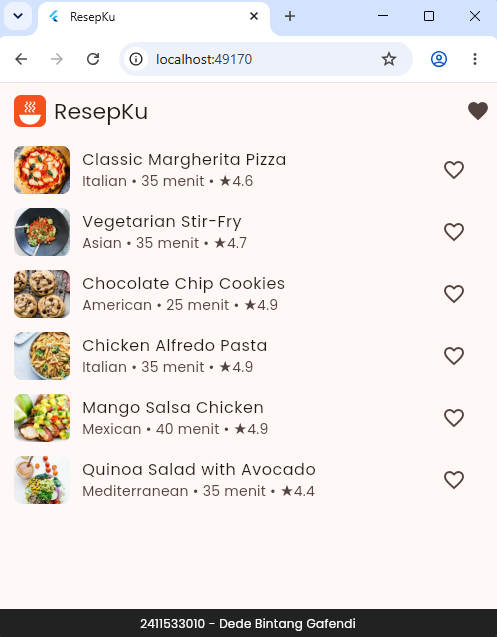 ResepKu
localhost:49170
ResepKu
Classic Margherita Pizza
Italian • 35 menit • ★4.6
Vegetarian Stir-Fry
Asian • 35 menit • ★4.7
Chocolate Chip Cookies
American • 25 menit • ★4.9
Chicken Alfredo Pasta
Italian • 35 menit • ★4.9
Mango Salsa Chicken
Mexican • 40 menit • ★4.9
Quinoa Salad with Avocado
Mediterranean • 35 menit • ★4.4
2411533010 - Dede Bintang Gafendi